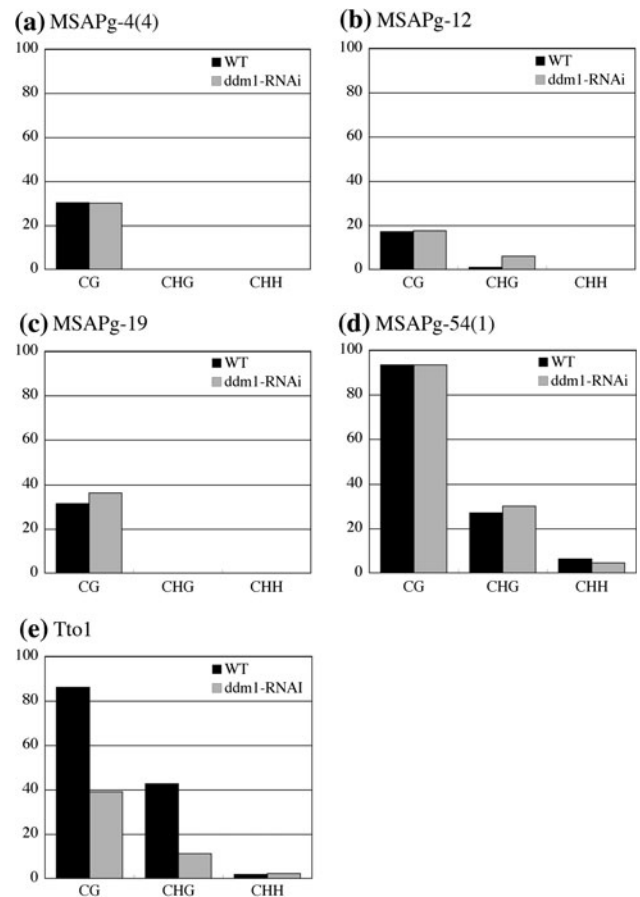 (a) MSAPg-4(4)
100
80
60
40
20
0
WT
ddm1-RNAi
CG CHG CHH
(b) MSAPg-12
100
80
60
40
20
0
WT
ddm1-RNAi
CG CHG CHH
(c) MSAPg-19
100
80
60
40
20
0
WT
ddm1-RNAi
CG CHG CHH
(d) MSAPg-54(1)
100
80
60
40
20
0
WT
ddm1-RNAi
CG CHG CHH
(e) Tto1
100
80
60
40
20
0
WT
ddm1-RNAI
CG CHG CHH